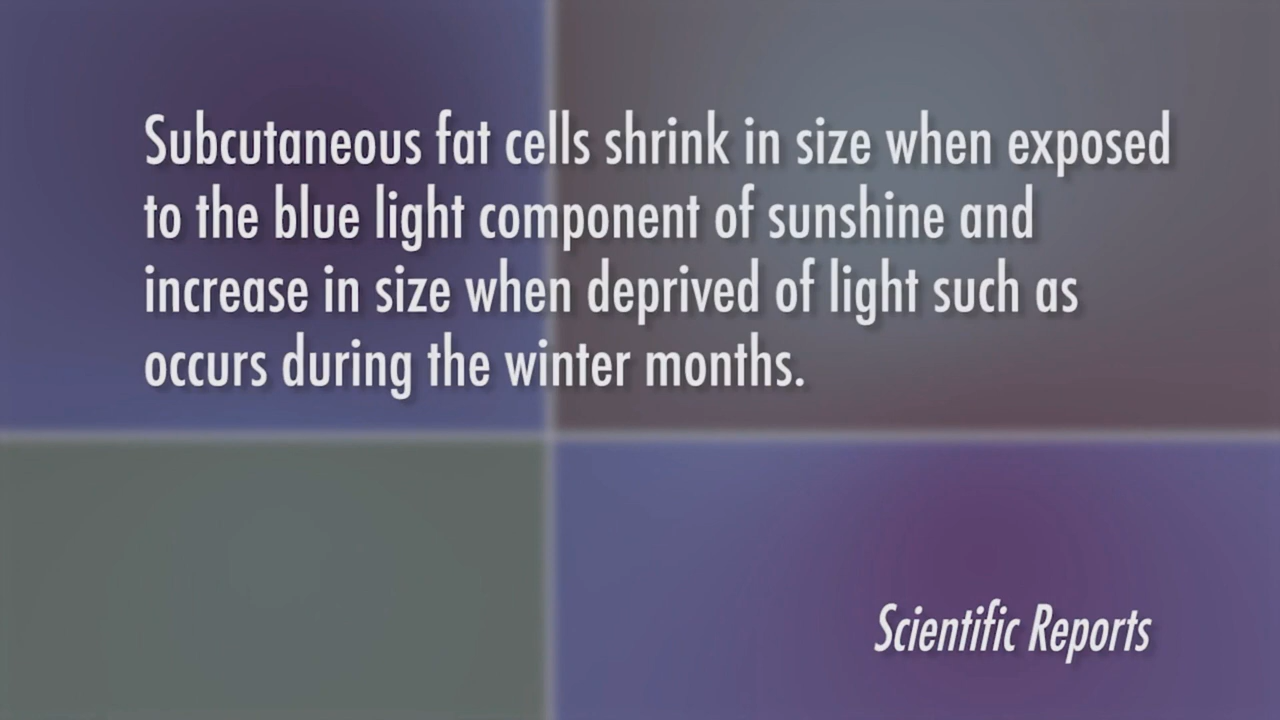 Subcutaneous fat cells shrink in size when exposed
to the blue light component of sunshine and
increase in size when deprived of light such as
occurs during the winter months.
Scientific Reports